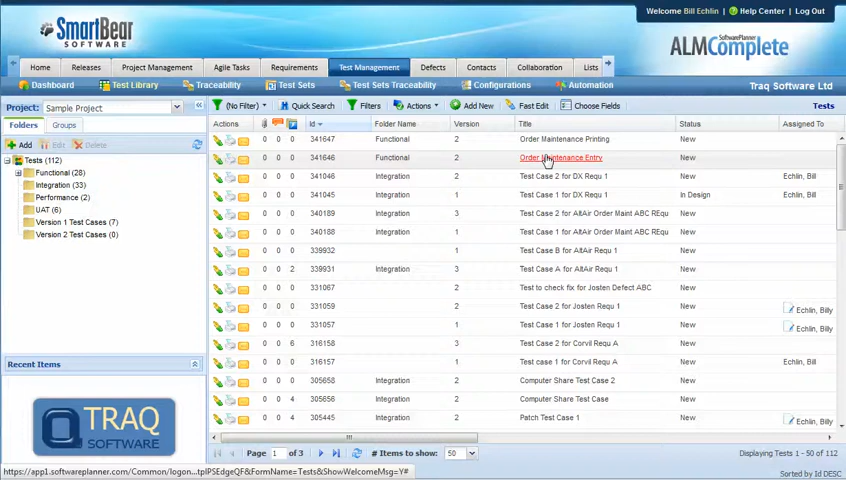 Welcome Bill Echlin | Help Center | Log Out
SMARTBEAR
SOFTWARE
SOFTWAREPLANNER
ALMComplete
Home Releases Project Management Agile Tasks Requirements Test Management Defects Contacts Collaboration Lists
Dashboard Test Library Traceability Test Sets Test Sets Traceability Configurations Automation Traq Software Ltd
Project: Sample Project
(No Filter) Quick Search Filters Actions Add New Fast Edit Choose Fields Tests
Folders Groups
Actions Id Folder Name Version Title Status Assigned To
Add Edit Delete
Tests (112)
Functional (28)
Integration (33)
Performance (2)
UAT (6)
Version 1 Test Cases (7)
Version 2 Test Cases (0)
0 0 0 341647 Functional 2 Order Maintenance Printing New
0 0 0 341646 Functional 2 Order Maintenance Entry New
0 0 0 341046 Integration 2 Test Case 2 for DX Requ 1 New Echlin, Bill
0 0 0 341045 Integration 1 Test Case 1 for DX Requ 1 In Design Echlin, Bill
0 0 0 340189 Integration 3 Test Case 2 for AltAir Order Maint ABC REqu New
0 0 0 340188 Integration 1 Test Case 1 for AltAir Order Maint ABC REqu New
0 0 0 339932 1 Test Case B for AltAir Requ 1 New
0 0 2 339931 Integration 3 Test Case A for AltAir Requ 1 New
0 0 0 331067 2 Test to check fix for Josten Defect ABC New
0 0 0 331059 2 Test Case 2 for Josten Requ 1 New Echlin, Billy
0 0 0 331057 1 Test Case 1 for Josten Requ 1 New Echlin, Billy
0 0 6 316158 3 Test Case 2 for Corvil Requ A New
0 0 0 316157 1 Test case 1 for Corvil Requ A New Echlin, Bill
0 0 0 305658 Integration 2 Computer Share Test Case 2 New
0 0 4 305656 Integration 2 Computer Share Test Case New
0 0 4 305445 Integration 2 Patch Test Case 1 New Echlin, Billy
Recent Items
TRAQ
SOFTWARE
Page 1 of 3 # Items to show: 50 Displaying Tests 1 - 50 of 112
https://app1.softwareplanner.com/Common/logon...tplPSEdgeQF&FormName=Tests&ShowWelcomeMsg=Y#
Sorted by Id DESC